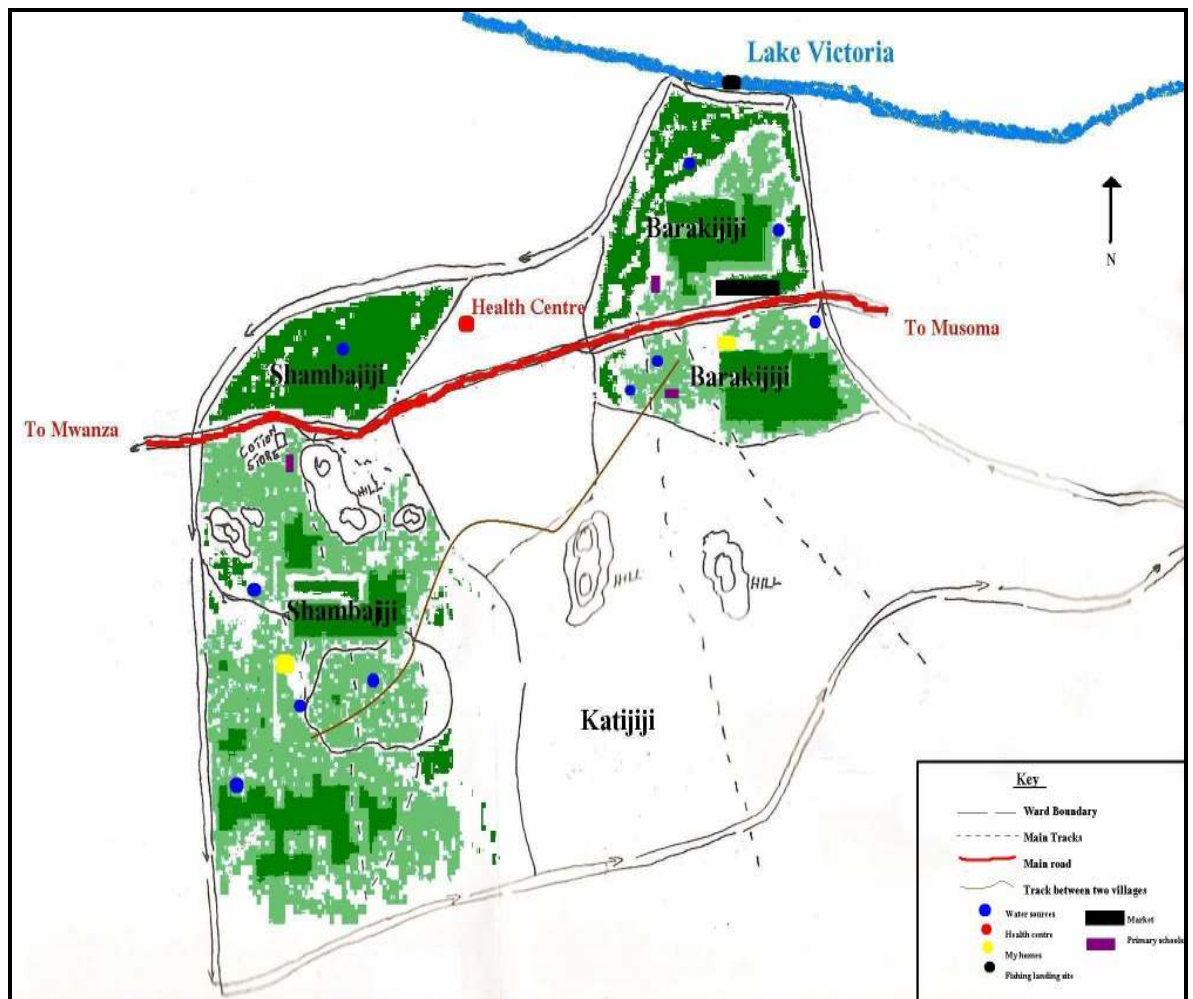 Lake Victoria
Barakijiji
N
Health Centre
To Musoma
Shambajiji
Barakijiji
To Mwanza
COTTON
STORE
HILL
HILL
HILL
Shambajiji
Katijiji
Key
Ward Boundary
Main Tracks
Main road
Track between two villages
Water sources
Market
Health centre
Primary schools
My homes
Fishing landing site